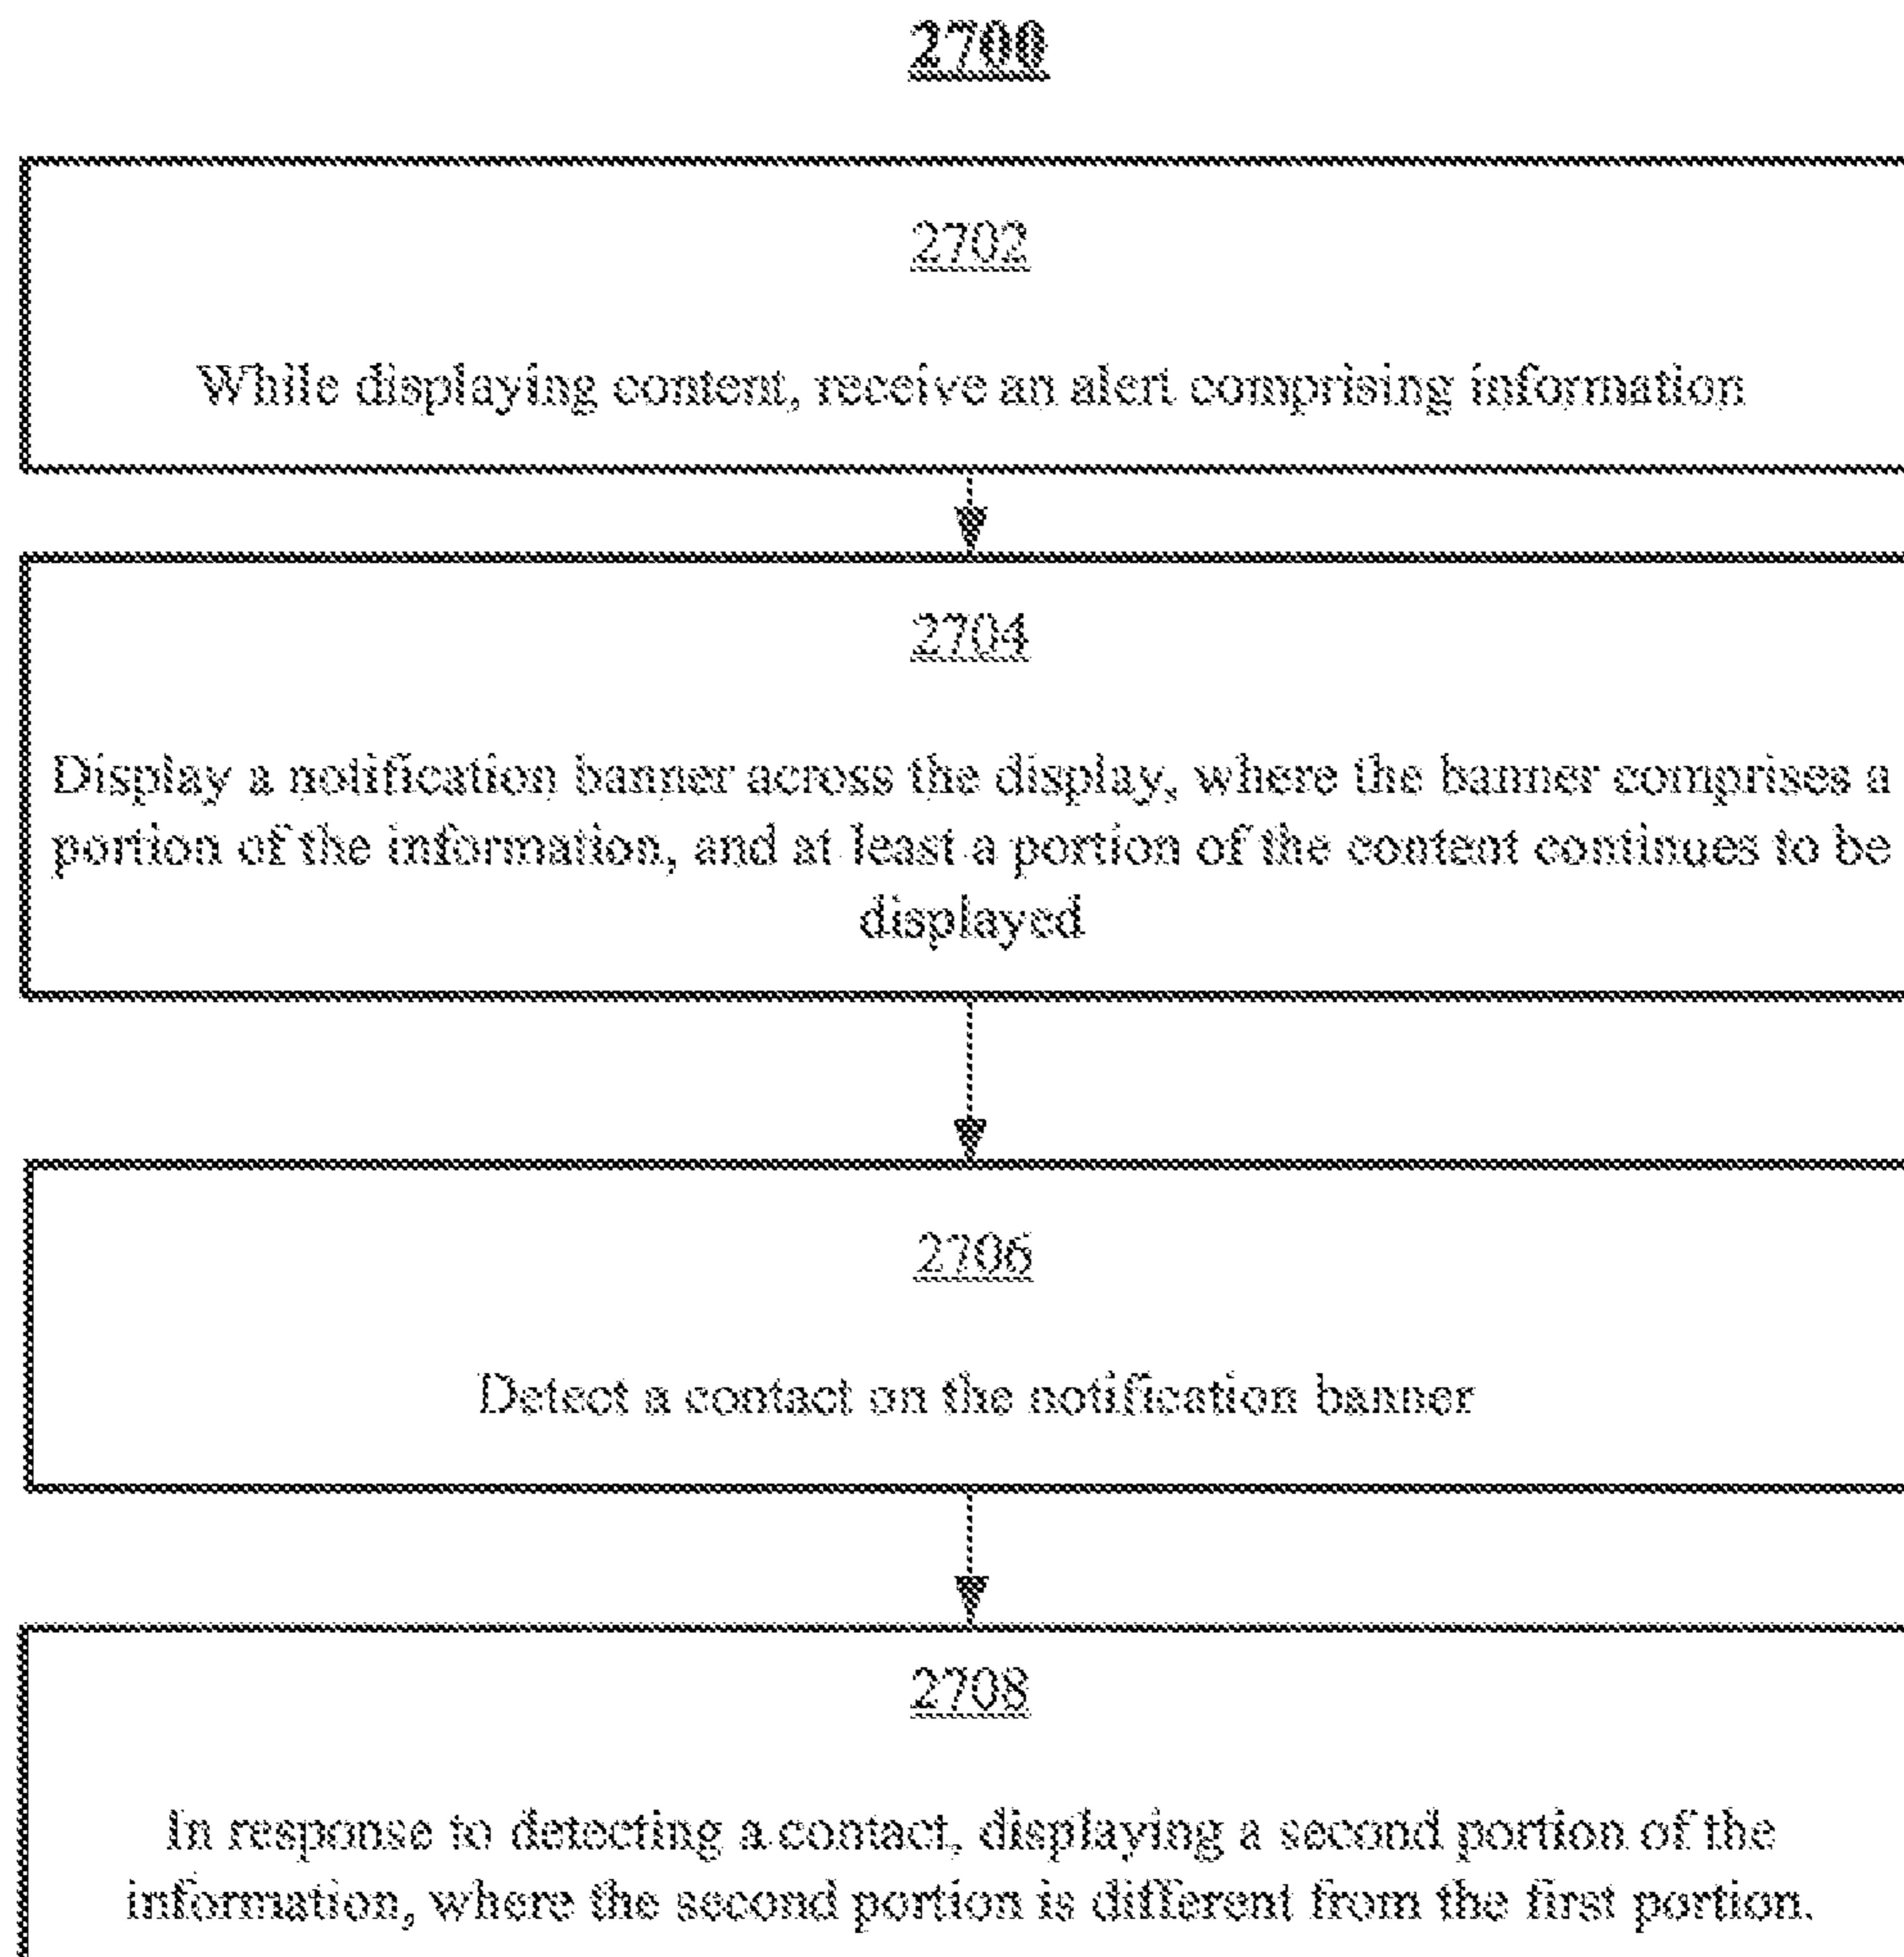 2700
2702
While displaying content, receive an alert comprising information
2704
Display a notification banner across the display, where the banner comprises a
portion of the information, and at least a portion of the content continues to be
displayed
2706
Detect a contact on the notification banner
2708
In response to detecting a contact, displaying a second portion of the
information, where the second portion is different from the first portion.